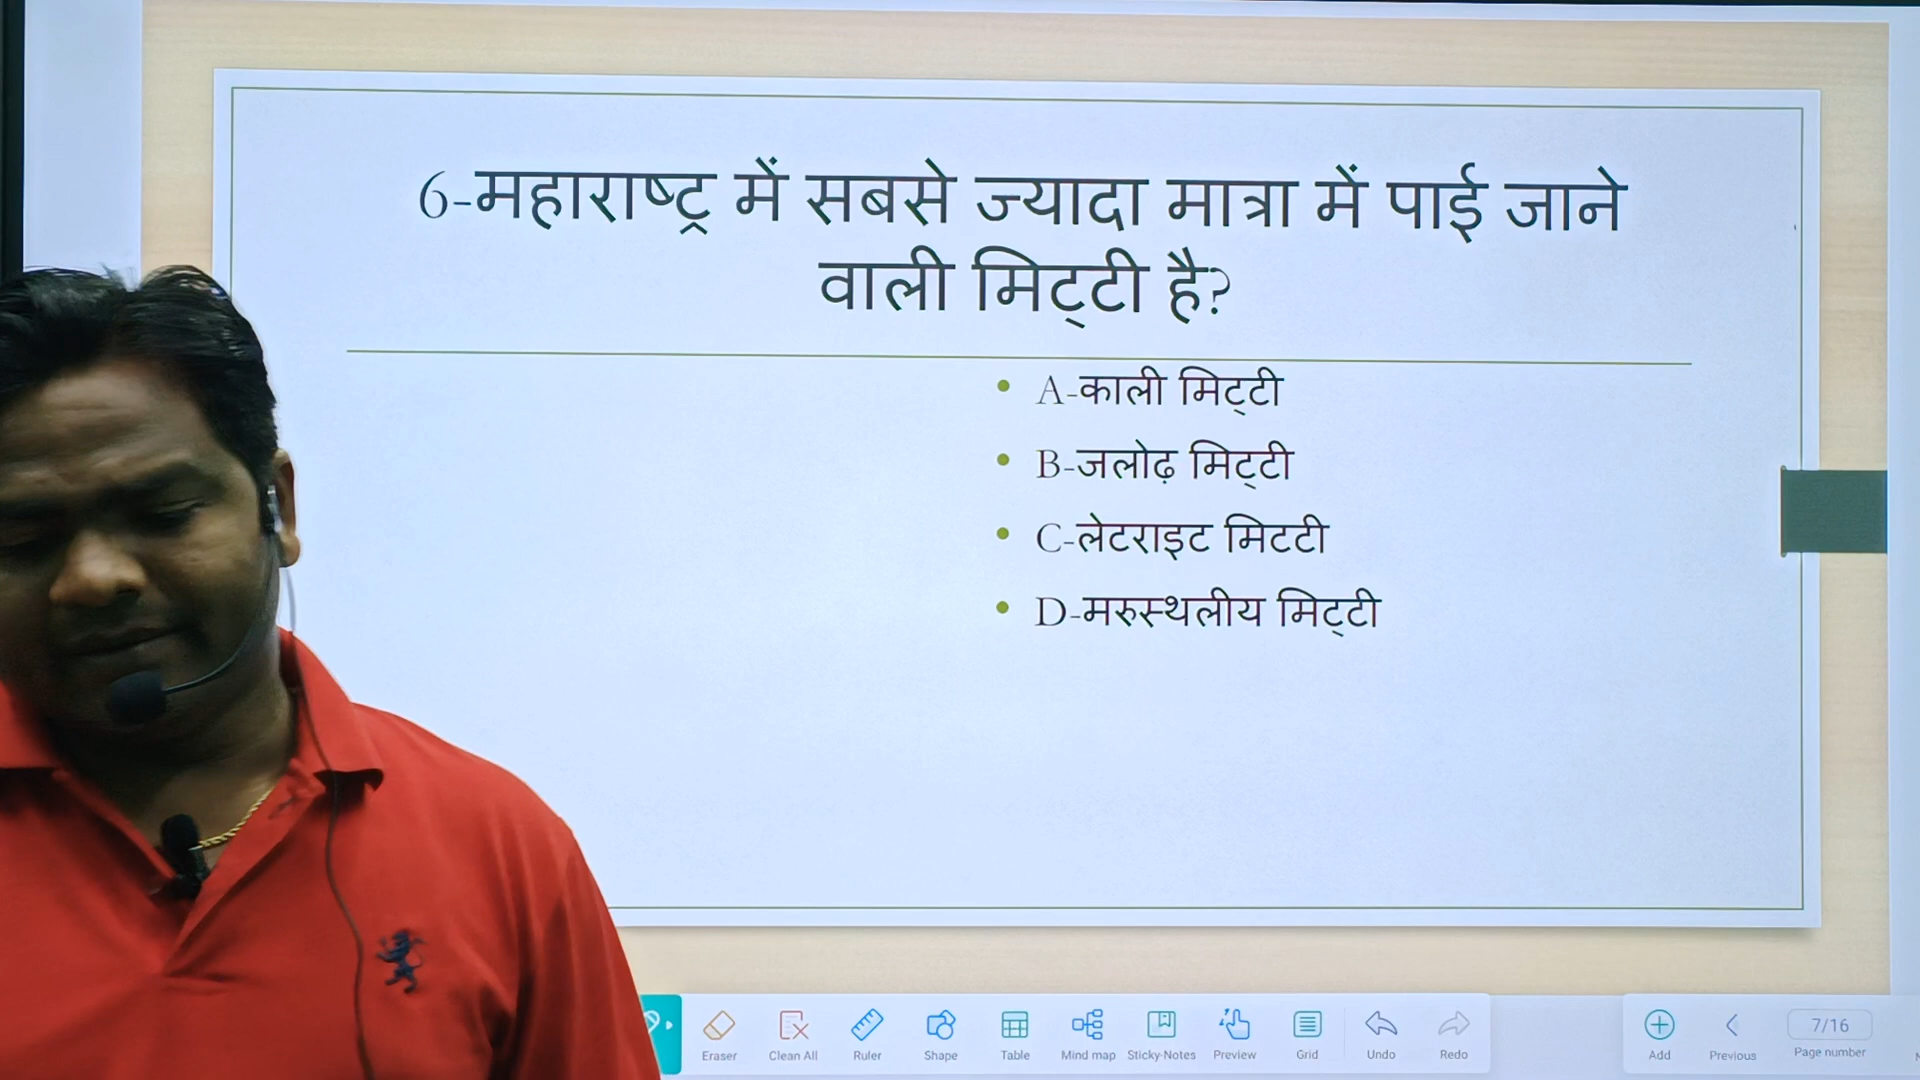 6-महाराष्ट्र में सबसे ज्यादा मात्रा में पाई जाने
वाली मिट्टी है?
A-काली मिट्टी
B-जलोढ़ मिट्टी
C-लेटराइट मिटटी
D-मरुस्थलीय मिट्टी
Eraser
Clean All
Ruler
Shape
Table
Mind map
Sticky-Notes
Preview
Grid
Undo
Redo
Add
Previous
7/16
Page number